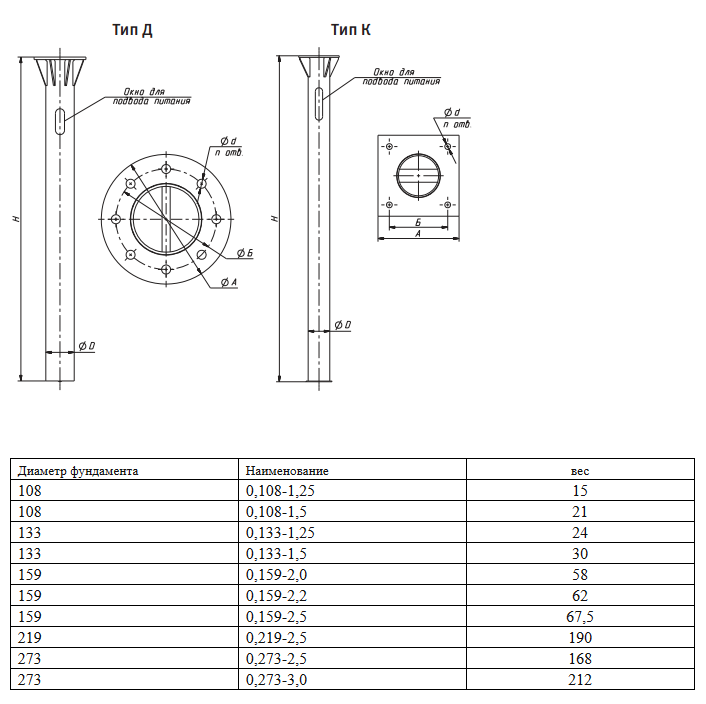 Тип Д
Тип К
Окно для
подвода питания
Окно для
подвода питания
Ø d
n отв.
Ø d
n отв.
H
H
Ø Б
Ø А
Б
А
Ø D
Ø D
Диаметр фундамента Наименование вес
108 0,108-1,25 15
108 0,108-1,5 21
133 0,133-1,25 24
133 0,133-1,5 30
159 0,159-2,0 58
159 0,159-2,2 62
159 0,159-2,5 67,5
219 0,219-2,5 190
273 0,273-2,5 168
273 0,273-3,0 212